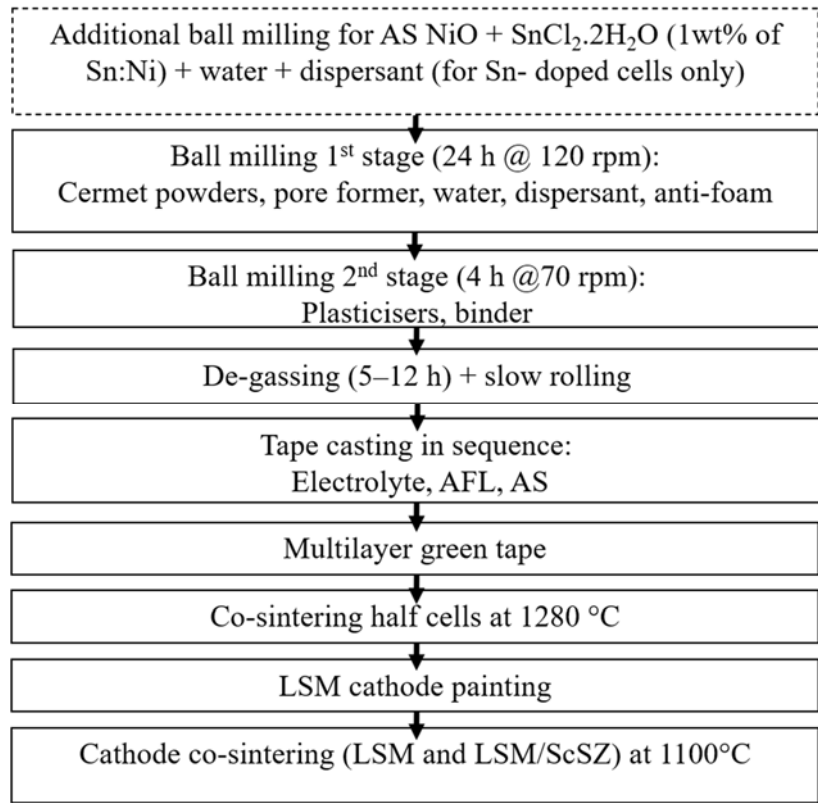 Additional ball milling for AS NiO + SnCl₂.2H₂O (1wt% of
Sn:Ni) + water + dispersant (for Sn- doped cells only)
Ball milling 1ˢᵗ stage (24 h @ 120 rpm):
Cermet powders, pore former, water, dispersant, anti-foam
Ball milling 2ⁿᵈ stage (4 h @70 rpm):
Plasticisers, binder
De-gassing (5–12 h) + slow rolling
Tape casting in sequence:
Electrolyte, AFL, AS
Multilayer green tape
Co-sintering half cells at 1280 °C
LSM cathode painting
Cathode co-sintering (LSM and LSM/ScSZ) at 1100°C